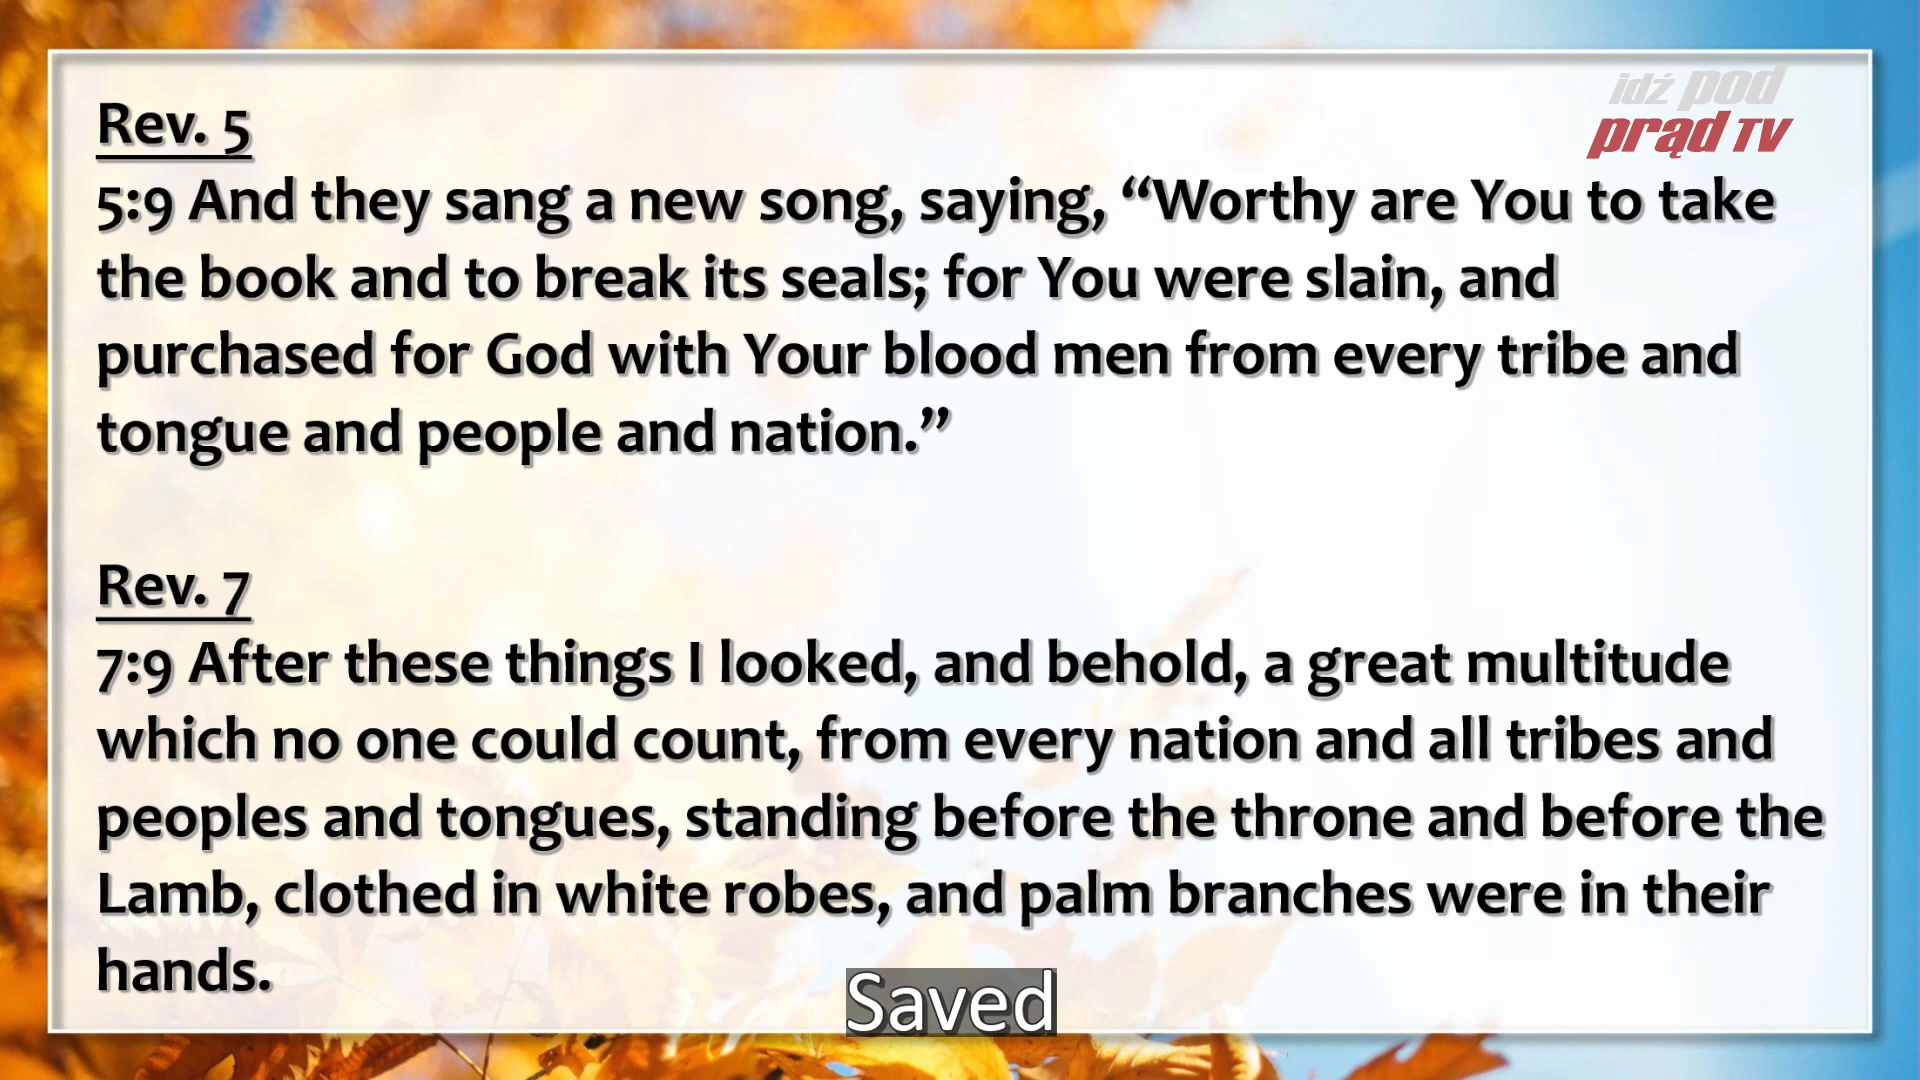 idź pod
prąd TV
Rev. 5
5:9 And they sang a new song, saying, “Worthy are You to take
the book and to break its seals; for You were slain, and
purchased for God with Your blood men from every tribe and
tongue and people and nation.”
Rev. 7
7:9 After these things I looked, and behold, a great multitude
which no one could count, from every nation and all tribes and
peoples and tongues, standing before the throne and before the
Lamb, clothed in white robes, and palm branches were in their
hands.
Saved